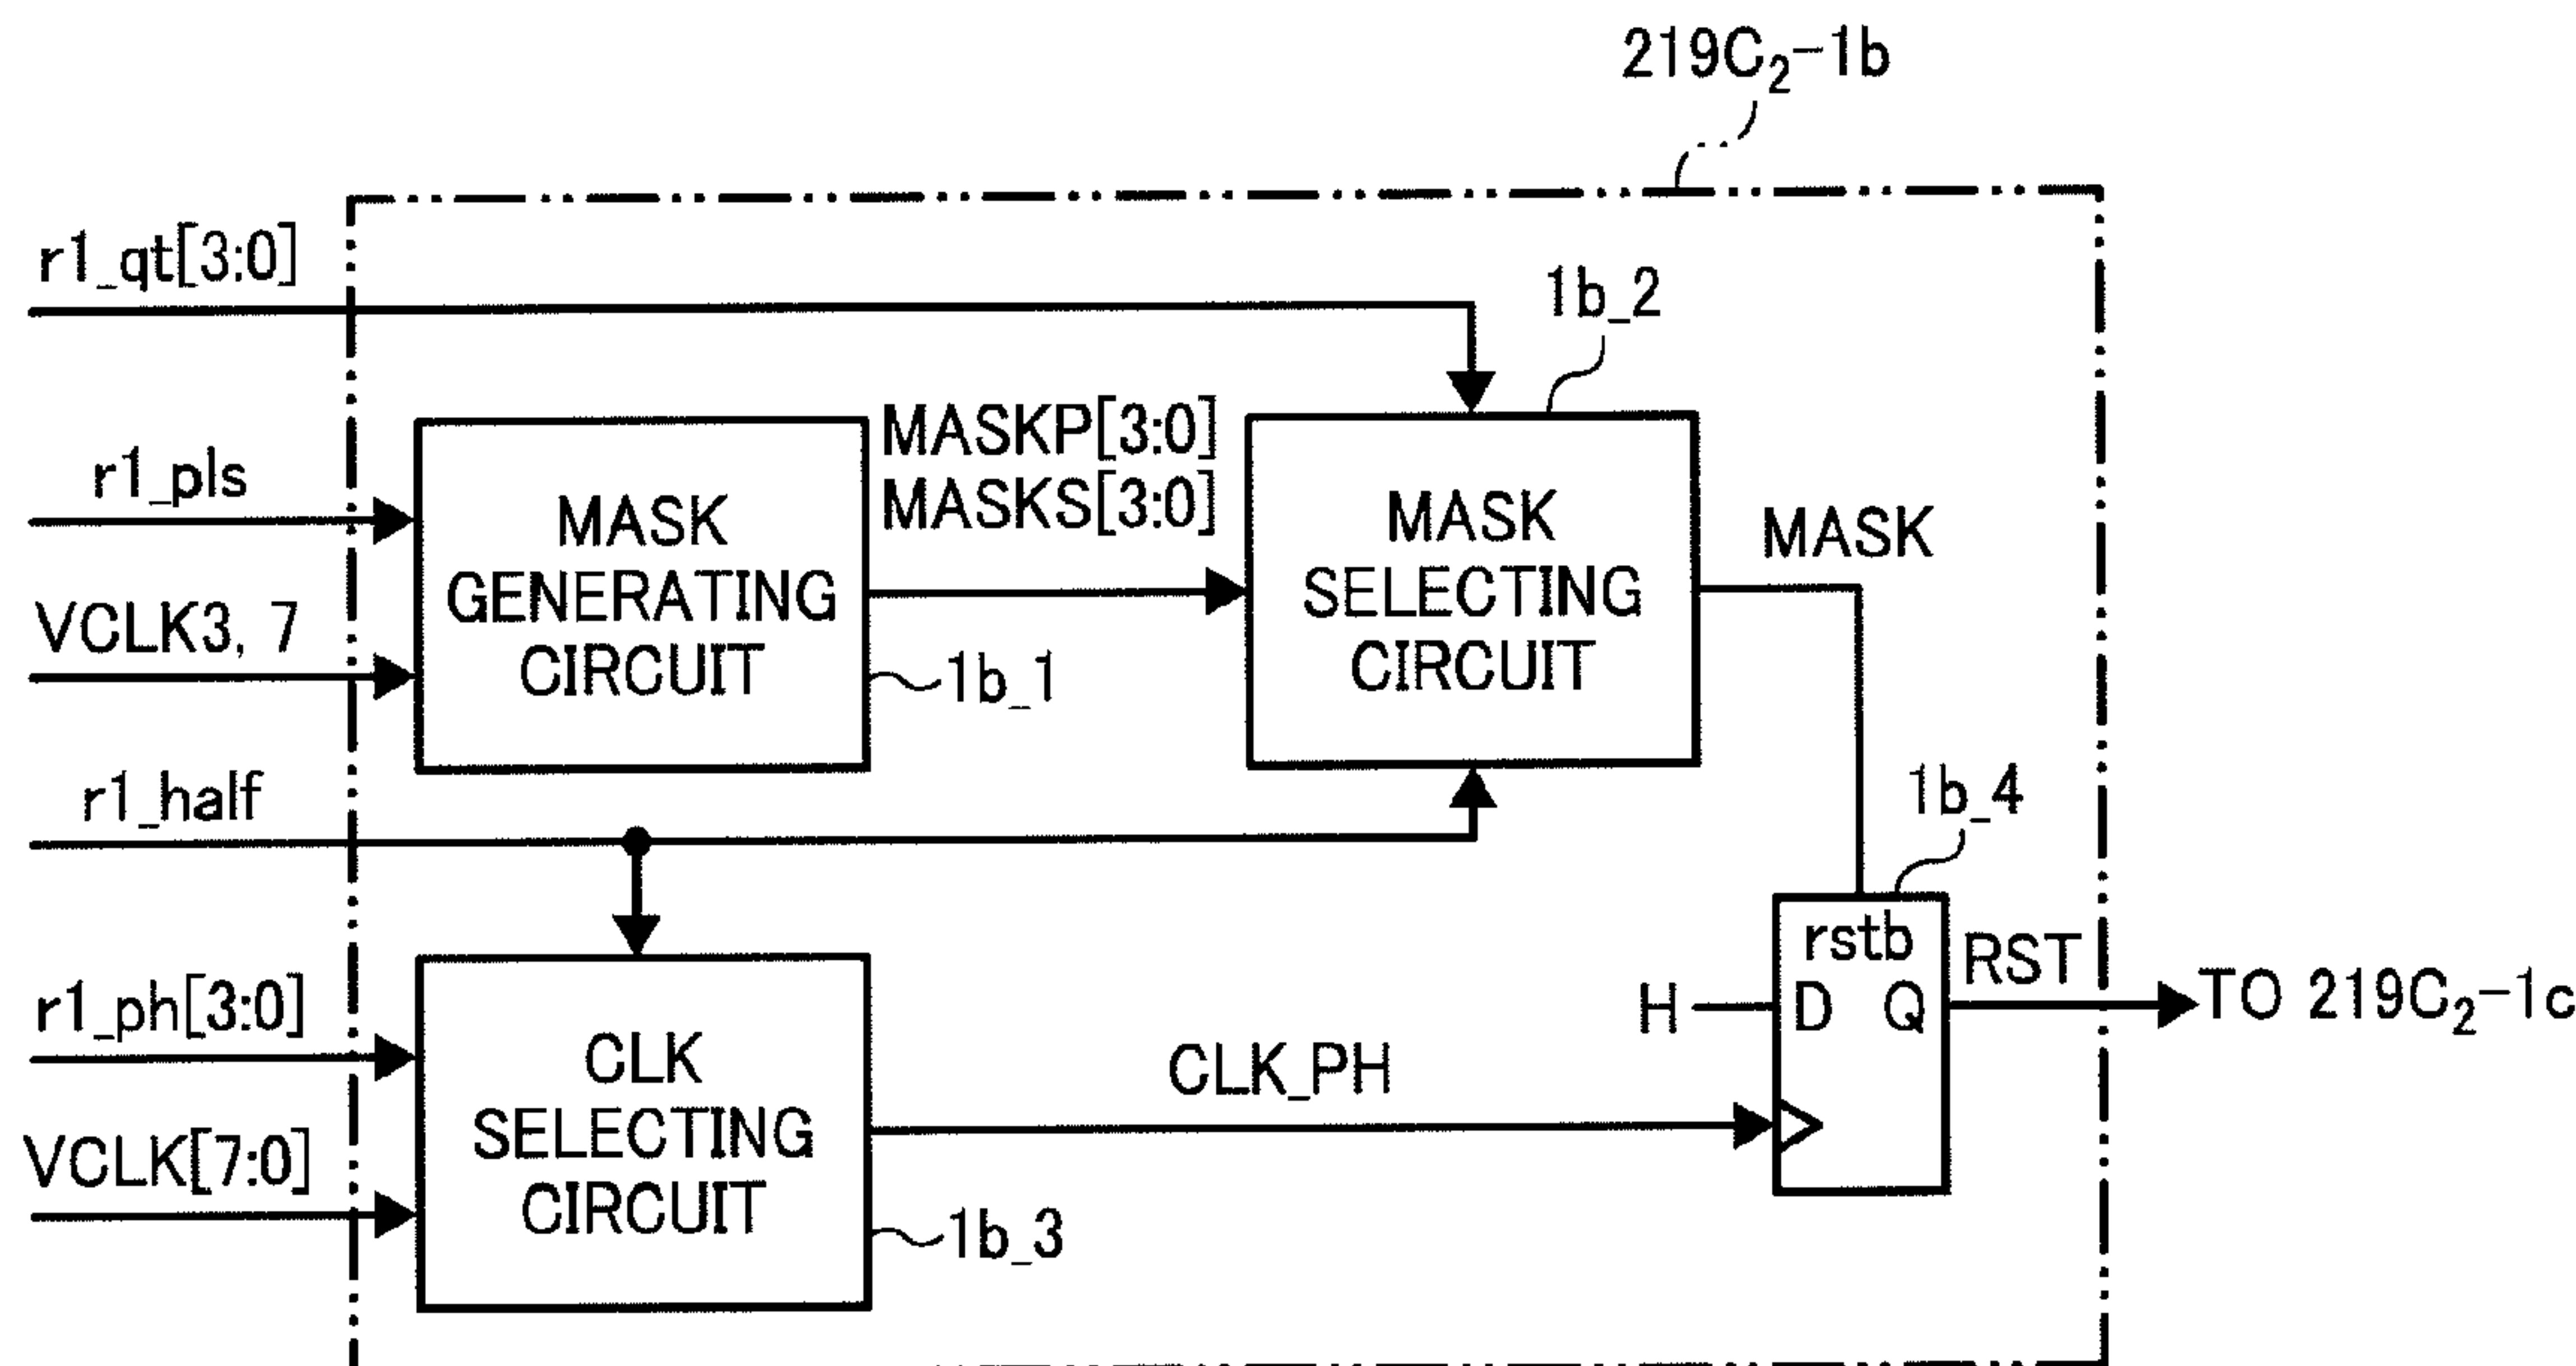 219C₂-1b
r1_qt[3:0]
1b_2
r1_pls
MASKP[3:0]
MASKS[3:0]
MASK
GENERATING
CIRCUIT
MASK
SELECTING
CIRCUIT
MASK
VCLK3, 7
1b_1
r1_half
1b_4
rstb
D Q
H
RST
TO 219C₂-1c
r1_ph[3:0]
CLK
SELECTING
CIRCUIT
CLK_PH
VCLK[7:0]
1b_3